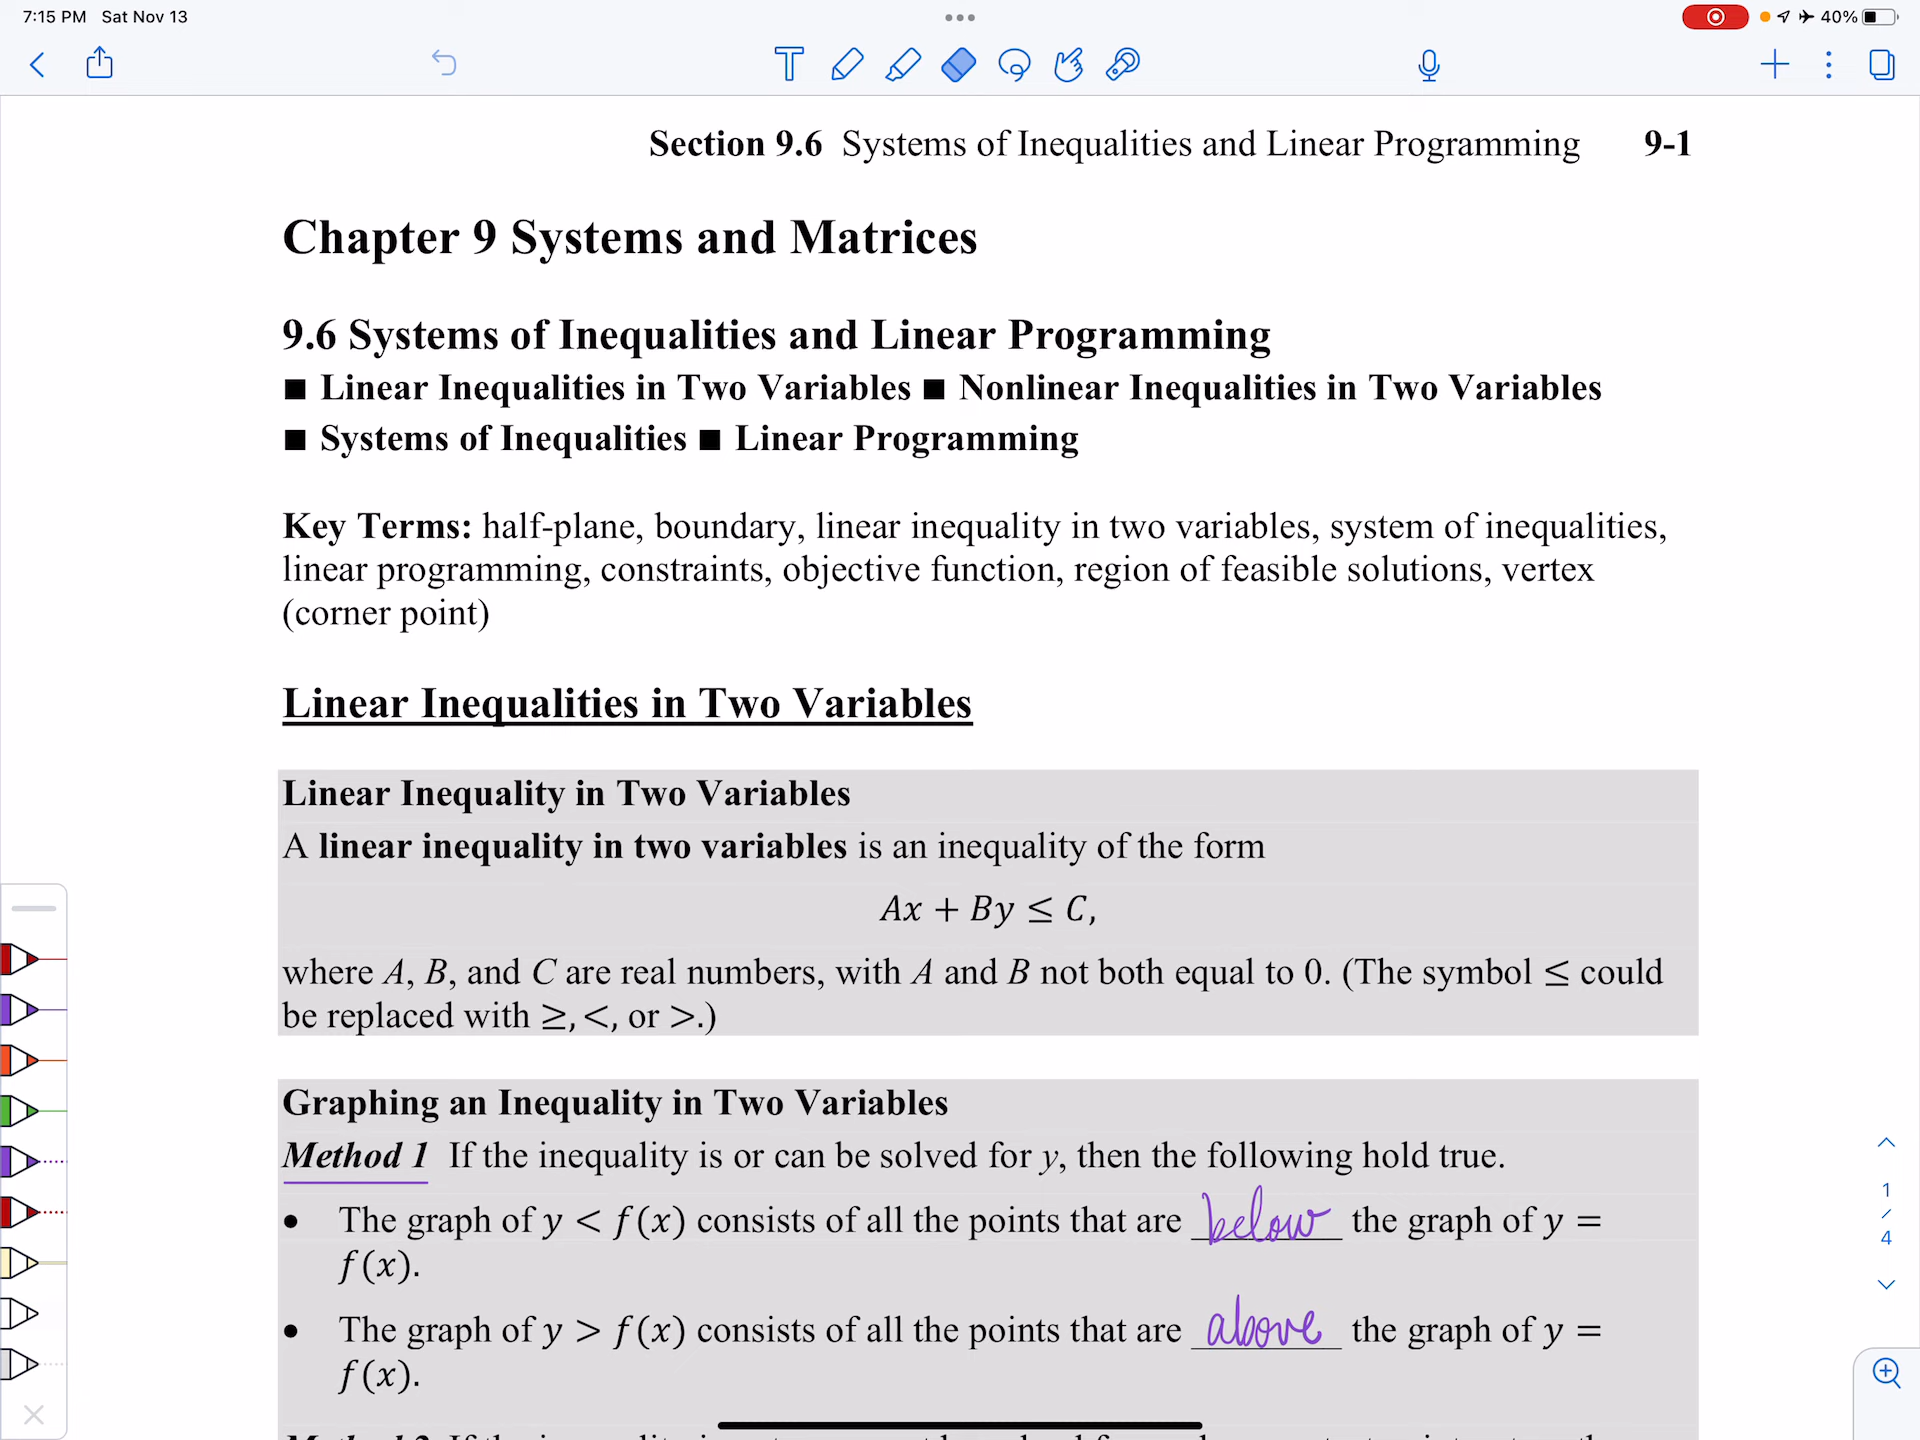 7:15 PM Sat Nov 13
40%
Section 9.6 Systems of Inequalities and Linear Programming 9-1
Chapter 9 Systems and Matrices
9.6 Systems of Inequalities and Linear Programming
■ Linear Inequalities in Two Variables ■ Nonlinear Inequalities in Two Variables
■ Systems of Inequalities ■ Linear Programming
Key Terms: half-plane, boundary, linear inequality in two variables, system of inequalities,
linear programming, constraints, objective function, region of feasible solutions, vertex
(corner point)
Linear Inequalities in Two Variables
Linear Inequality in Two Variables
A linear inequality in two variables is an inequality of the form
Ax + By ≤ C,
where A, B, and C are real numbers, with A and B not both equal to 0. (The symbol ≤ could
be replaced with ≥, <, or >.)
Graphing an Inequality in Two Variables
Method 1 If the inequality is or can be solved for y, then the following hold true.
• The graph of y < f(x) consists of all the points that are below the graph of y =
f(x).
• The graph of y > f(x) consists of all the points that are above the graph of y =
f(x).
1
/
4